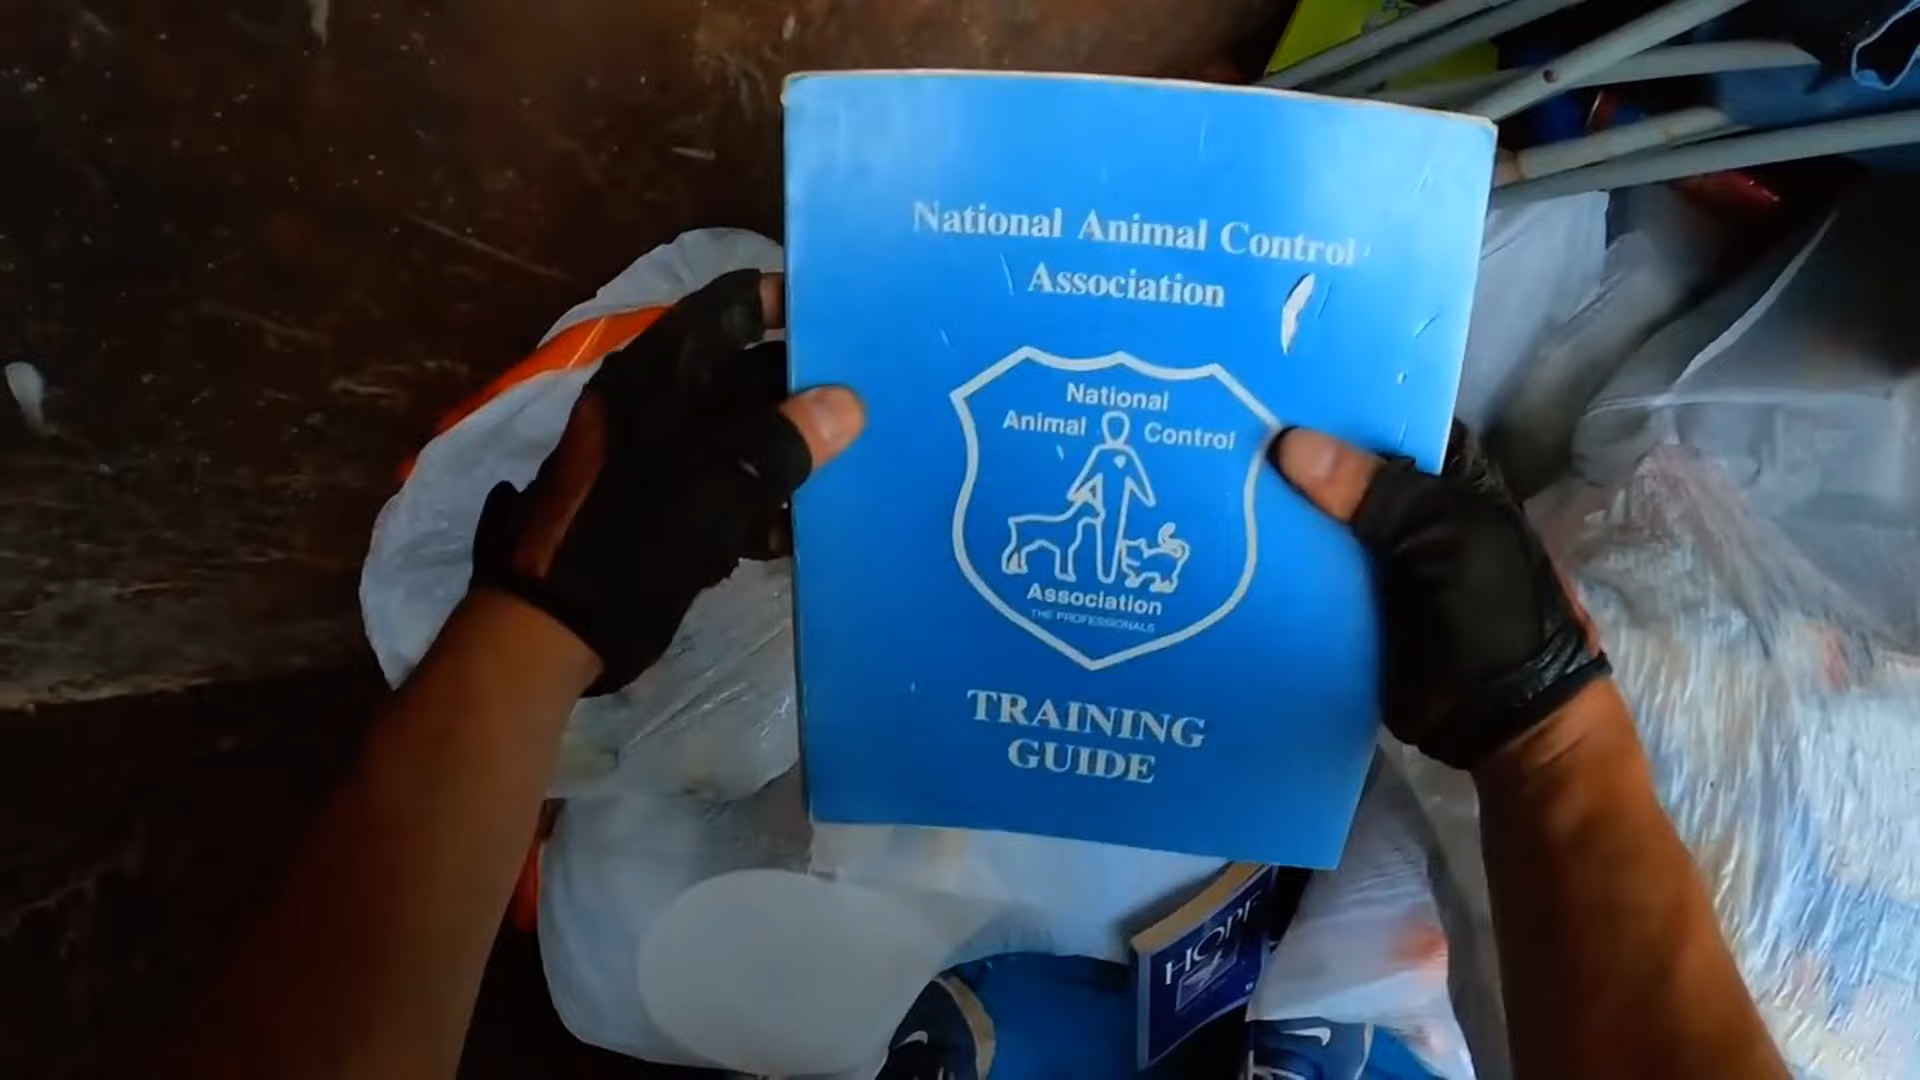 National Animal Control
Association
National
Animal Control
Association
THE PROFESSIONALS
TRAINING
GUIDE
HOPE